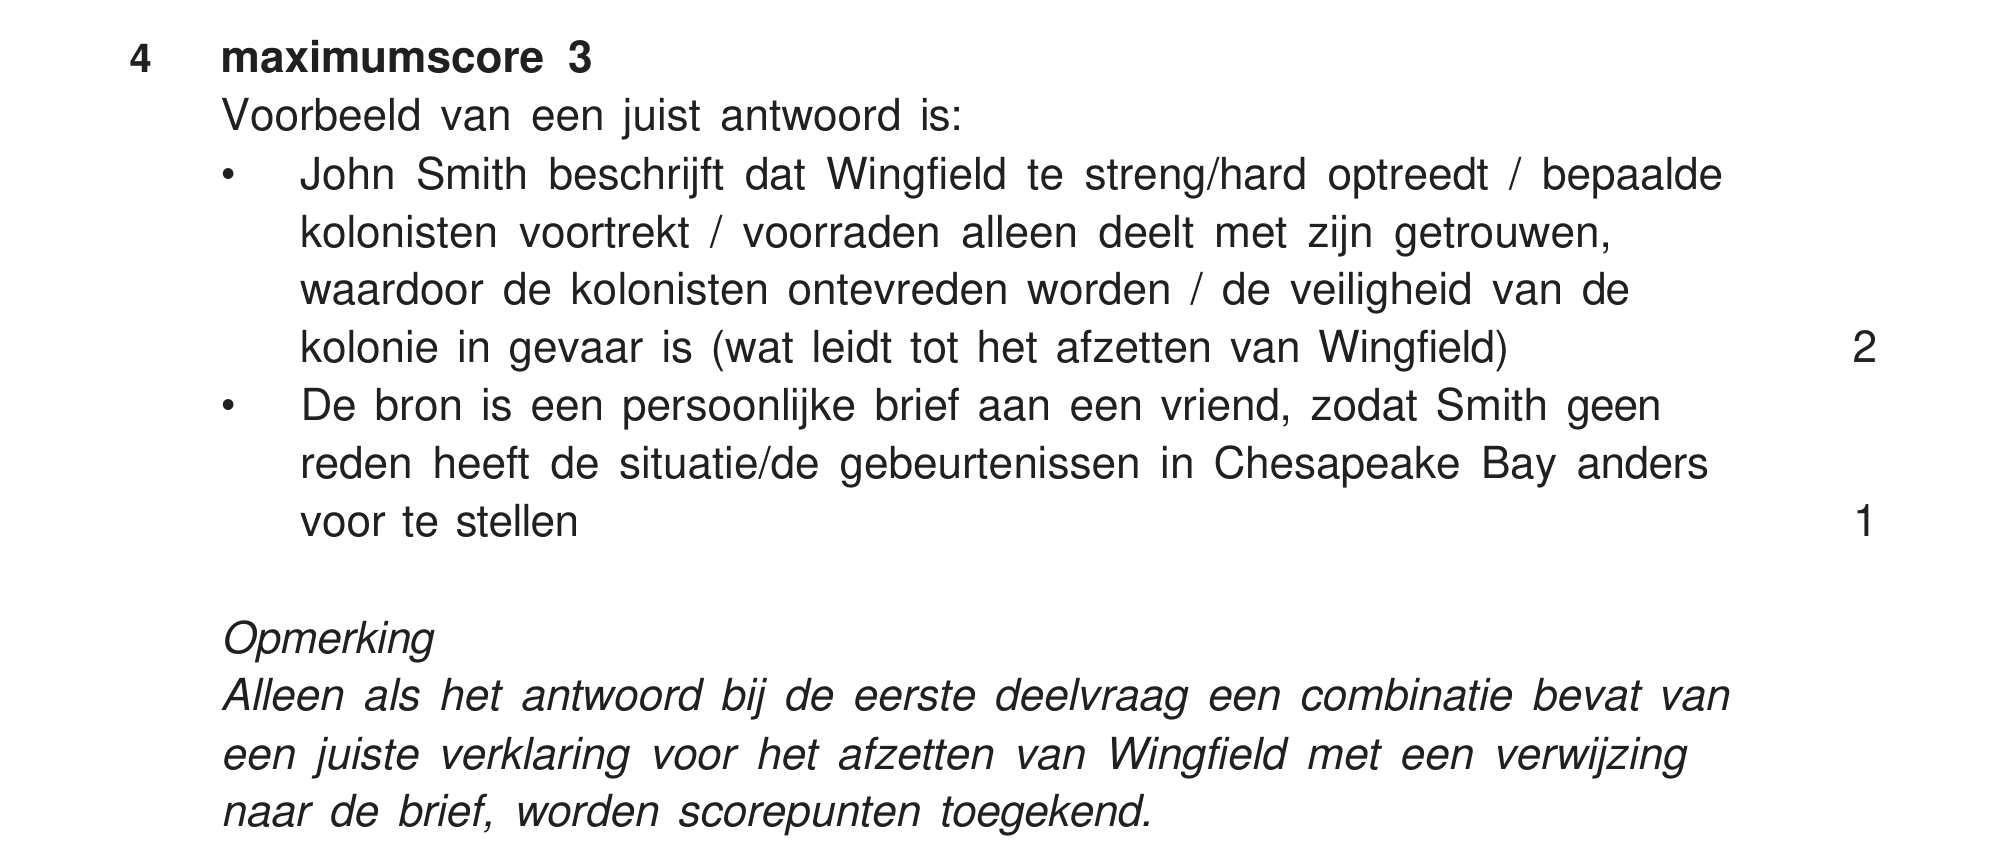 4 maximumscore 3
Voorbeeld van een juist antwoord is:
• John Smith beschrijft dat Wingfield te streng/hard optreedt / bepaalde
kolonisten voortrekt / voorraden alleen deelt met zijn getrouwen,
waardoor de kolonisten ontevreden worden / de veiligheid van de
kolonie in gevaar is (wat leidt tot het afzetten van Wingfield) 2
• De bron is een persoonlijke brief aan een vriend, zodat Smith geen
reden heeft de situatie/de gebeurtenissen in Chesapeake Bay anders
voor te stellen 1
Opmerking
Alleen als het antwoord bij de eerste deelvraag een combinatie bevat van
een juiste verklaring voor het afzetten van Wingfield met een verwijzing
naar de brief, worden scorepunten toegekend.